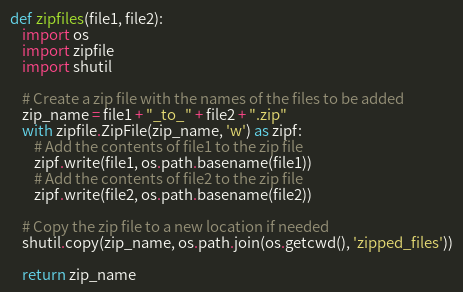 def zipfiles(file1, file2):
    import os
    import zipfile
    import shutil

    # Create a zip file with the names of the files to be added
    zip_name = file1 + "_to_" + file2 + ".zip"
    with zipfile.ZipFile(zip_name, 'w') as zipf:
        # Add the contents of file1 to the zip file
        zipf.write(file1, os.path.basename(file1))
        # Add the contents of file2 to the zip file
        zipf.write(file2, os.path.basename(file2))

    # Copy the zip file to a new location if needed
    shutil.copy(zip_name, os.path.join(os.getcwd(), 'zipped_files'))

    return zip_name